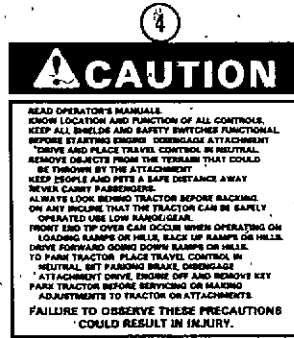 4
CAUTION
READ OPERATOR'S MANUALS.
KNOW LOCATION AND FUNCTION OF ALL CONTROLS,
KEEP ALL SHIELDS AND SAFETY SWITCHES FUNCTIONAL.
BEFORE STARTING ENGINE DISENGAGE ATTACHMENT
DRIVE AND PLACE TRAVEL CONTROL IN NEUTRAL.
REMOVE OBJECTS FROM THE TERRAIN THAT COULD
BE THROWN BY THE ATTACHMENT
KEEP PEOPLE AND PETS A SAFE DISTANCE AWAY
NEVER CARRY PASSENGERS.
ALWAYS LOOK BEHIND TRACTOR BEFORE BACKING.
ON ANY INCLINE THAT THE TRACTOR CAN BE SAFELY
OPERATED USE LOW RANGE/GEAR.
FRONT END TIP OVER CAN OCCUR WHEN OPERATING ON
LOADING RAMPS OR HILLS, BACK UP RAMPS OR HILLS.
DRIVE FORWARD GOING DOWN RAMPS OR HILLS.
TO PARK TRACTOR PLACE TRAVEL CONTROL IN
NEUTRAL, SET PARKING BRAKE, DISENGAGE
ATTACHMENT DRIVE, ENGINE OFF AND REMOVE KEY
PARK TRACTOR BEFORE SERVICING OR MAKING
ADJUSTMENTS TO TRACTOR OR ATTACHMENTS.
FAILURE TO OBSERVE THESE PRECAUTIONS
COULD RESULT IN INJURY.